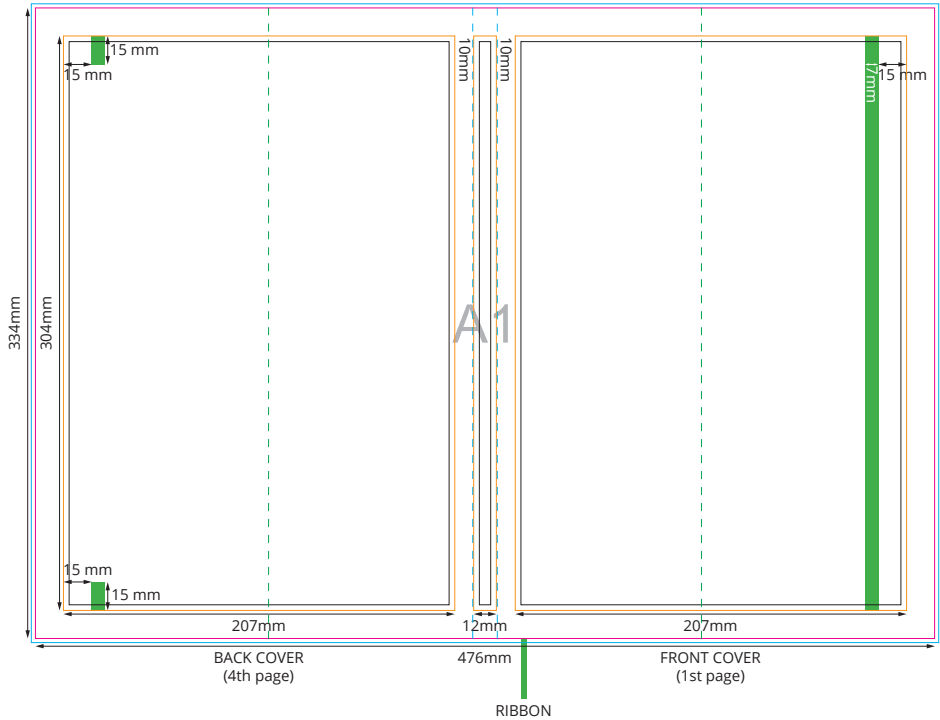 15 mm
15 mm
10mm
10mm
17mm
15 mm
334mm
304mm
A1
15 mm
15 mm
207mm
12mm
207mm
BACK COVER
(4th page)
476mm
FRONT COVER
(1st page)
RIBBON